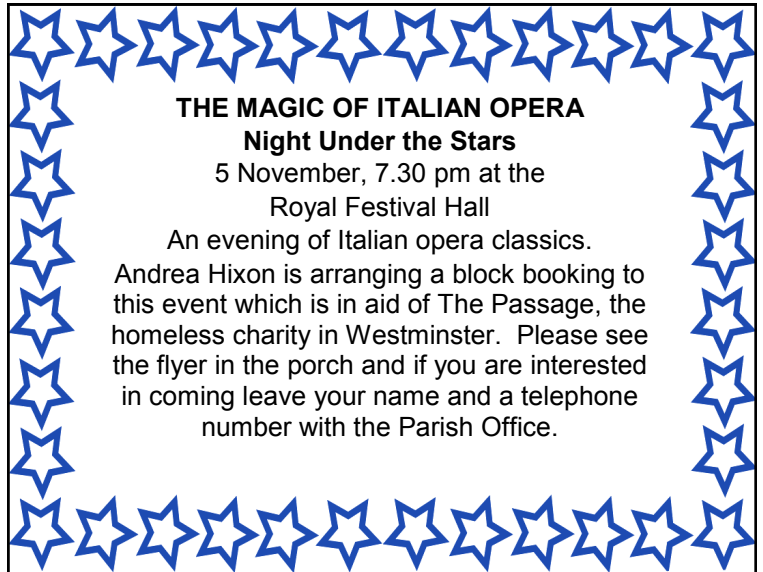 THE MAGIC OF ITALIAN OPERA
Night Under the Stars
5 November, 7.30 pm at the
Royal Festival Hall
An evening of Italian opera classics.
Andrea Hixon is arranging a block booking to
this event which is in aid of The Passage, the
homeless charity in Westminster.  Please see
the flyer in the porch and if you are interested
in coming leave your name and a telephone
number with the Parish Office.